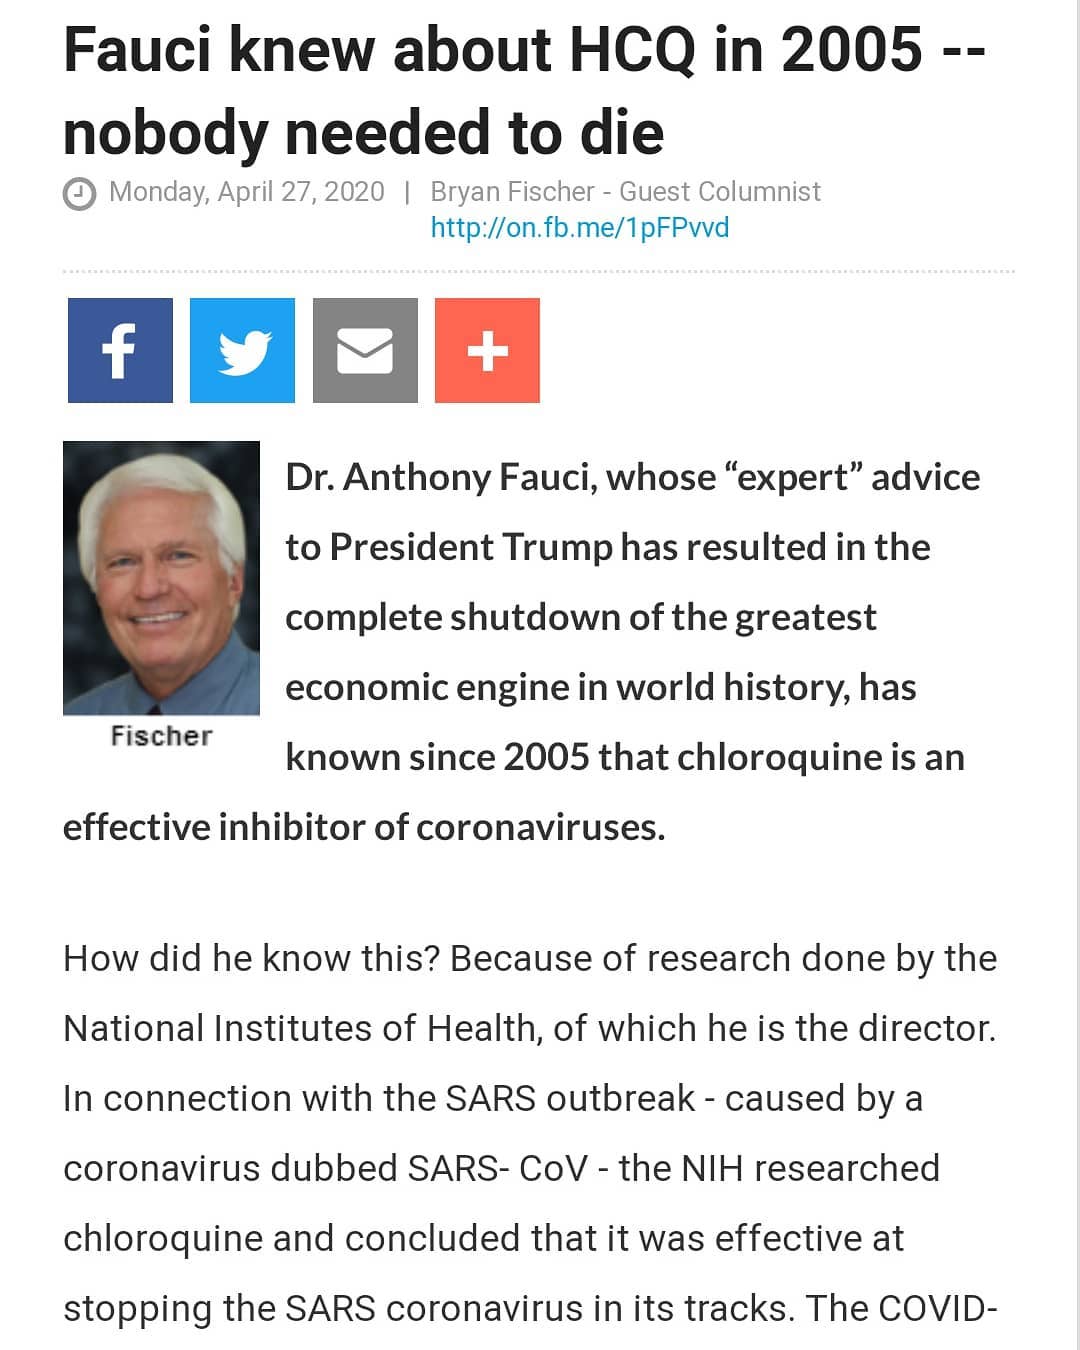 Fauci knew about HCQ in 2005 --
nobody needed to die
Monday, April 27, 2020 | Bryan Fischer - Guest Columnist
http://on.fb.me/1pFPvvd
Dr. Anthony Fauci, whose “expert” advice
to President Trump has resulted in the
complete shutdown of the greatest
economic engine in world history, has
known since 2005 that chloroquine is an
effective inhibitor of coronaviruses.
Fischer
How did he know this? Because of research done by the
National Institutes of Health, of which he is the director.
In connection with the SARS outbreak - caused by a
coronavirus dubbed SARS- CoV - the NIH researched
chloroquine and concluded that it was effective at
stopping the SARS coronavirus in its tracks. The COVID-